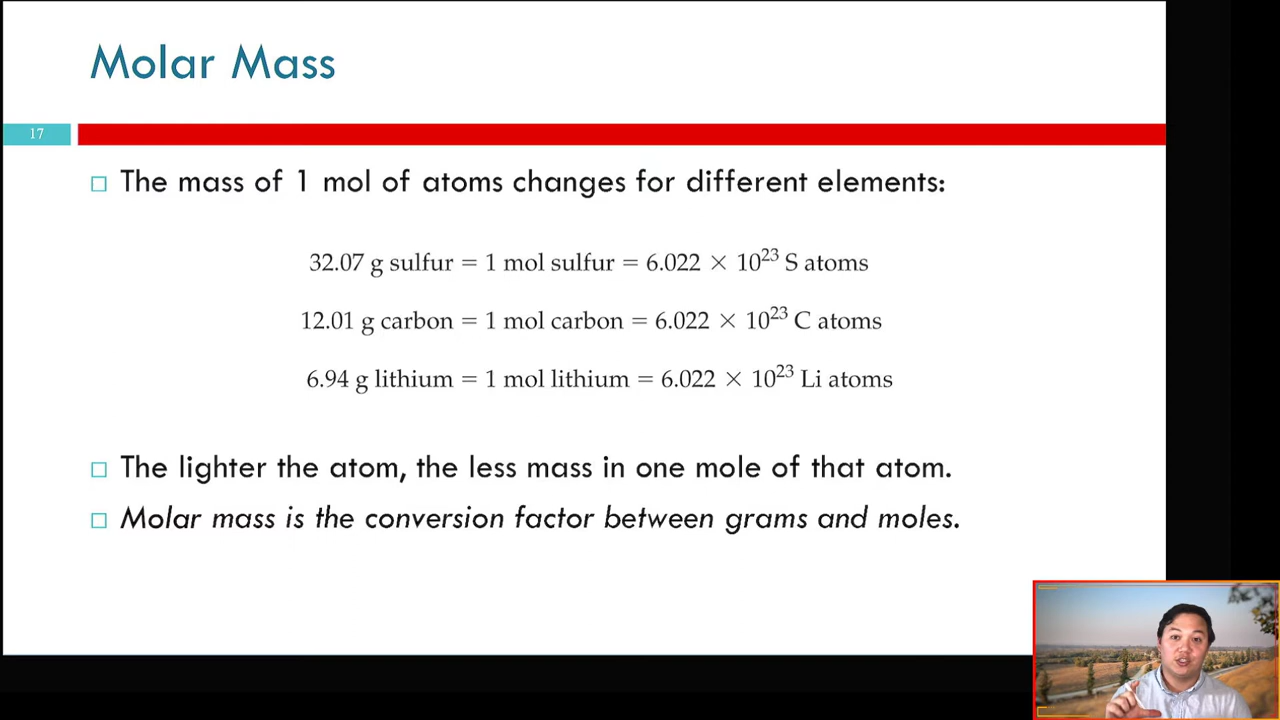 Molar Mass
17
The mass of 1 mol of atoms changes for different elements:
32.07 g sulfur = 1 mol sulfur = 6.022 × 10²³ S atoms
12.01 g carbon = 1 mol carbon = 6.022 × 10²³ C atoms
6.94 g lithium = 1 mol lithium = 6.022 × 10²³ Li atoms
The lighter the atom, the less mass in one mole of that atom.
Molar mass is the conversion factor between grams and moles.